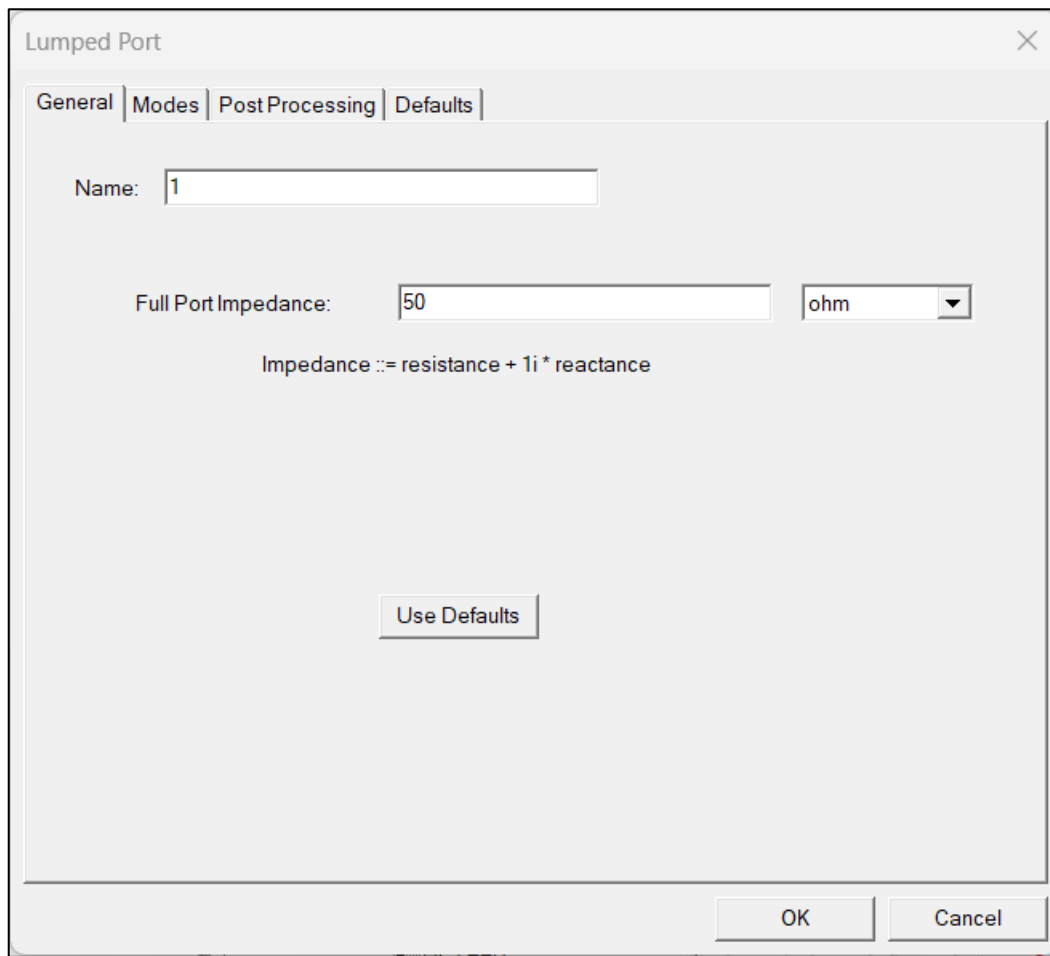 Lumped Port
General Modes Post Processing Defaults
Name: 1
Full Port Impedance: 50 ohm
Impedance ::= resistance + 1i * reactance
Use Defaults
OK Cancel